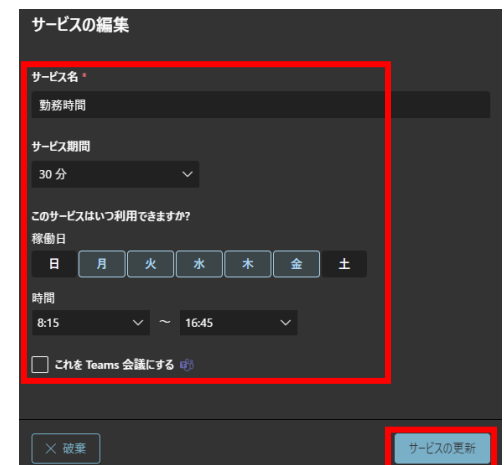 サービスの編集
サービス名 *
勤務時間
サービス期間
30 分
このサービスはいつ利用できますか?
稼働日
日 月 火 水 木 金 土
時間
8:15 ～ 16:45
これを Teams 会議にする
破棄 サービスの更新